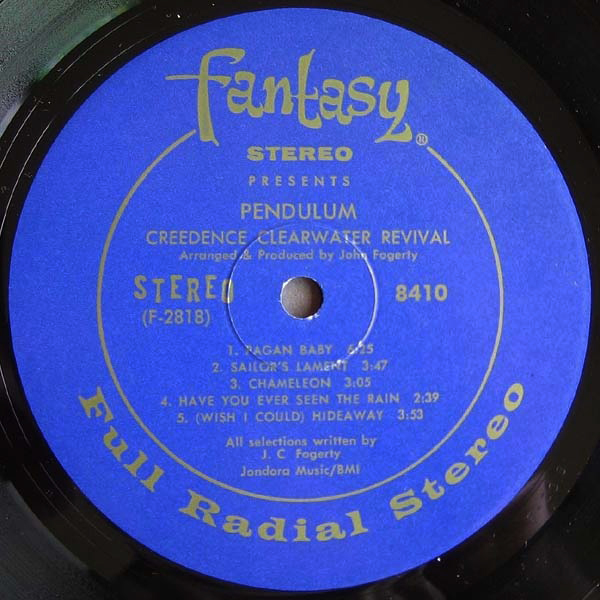 fantasy®
STEREO
PRESENTS
PENDULUM
CREEDENCE CLEARWATER REVIVAL
Arranged & Produced by John Fogerty
STEREO
(F-2818)
8410
1. PAGAN BABY 6:25
2. SAILOR'S LAMENT 3:47
3. CHAMELEON 3:05
4. HAVE YOU EVER SEEN THE RAIN 2:39
5. (WISH I COULD) HIDEAWAY 3:53
All selections written by
J. C. Fogerty
Jondora Music/BMI
Full Radial Stereo